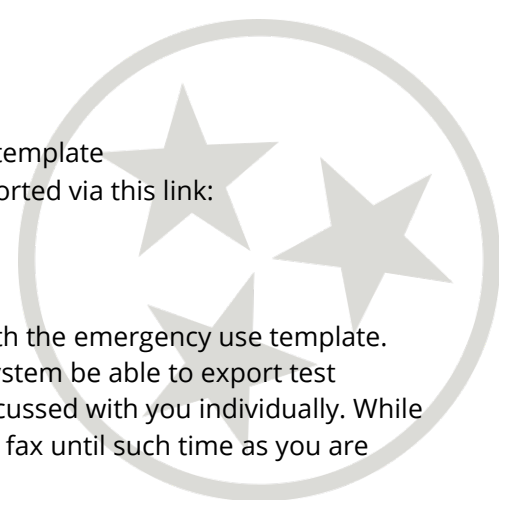 template
orted via this link:
th the emergency use template.
ystem be able to export test
cussed with you individually. While
fax until such time as you are